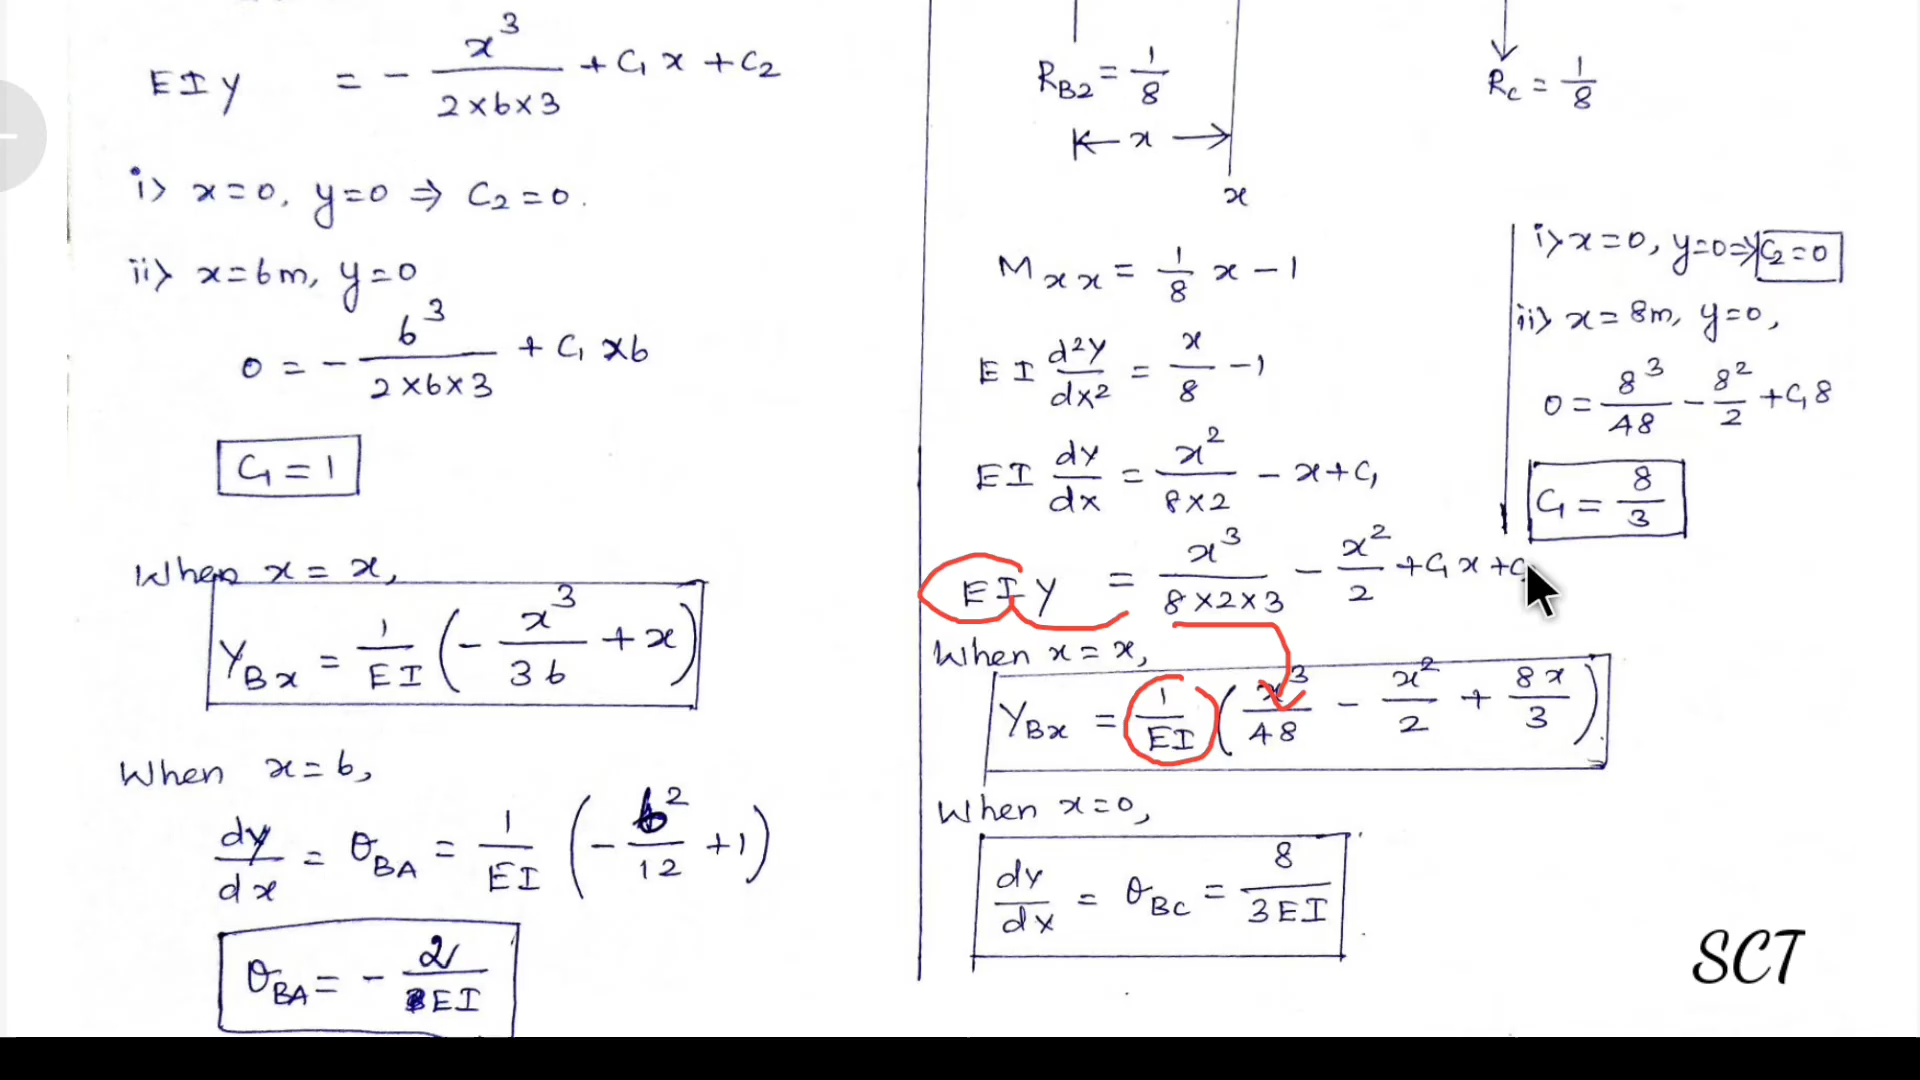 EIy = - x³/(2×6×3) + C₁x + C₂
i) x=0, y=0 ⇒ C₂=0.
ii) x=6m, y=0
0 = - 6³/(2×6×3) + C₁×6
C₁ = 1
When x = x,
Y_Bx = 1/EI (- x³/36 + x)
When x=6,
dy/dx = θ_BA = 1/EI (- 6²/12 + 1)
θ_BA = - 2/EI
R_B2 = 1/8
R_c = 1/8
x
x
M_xx = 1/8 x - 1
EI d²y/dx² = x/8 - 1
EI dy/dx = x²/(8×2) - x + C₁
EIy = x³/(8×2×3) - x²/2 + C₁x + C
When x = x,
Y_Bx = 1/EI (x³/48 - x²/2 + 8x/3)
When x=0,
dy/dx = θ_BC = 8/3EI
i) x=0, y=0 ⇒ C₂=0
ii) x=8m, y=0,
0 = 8³/48 - 8²/2 + C₁8
C₁ = 8/3
SCT